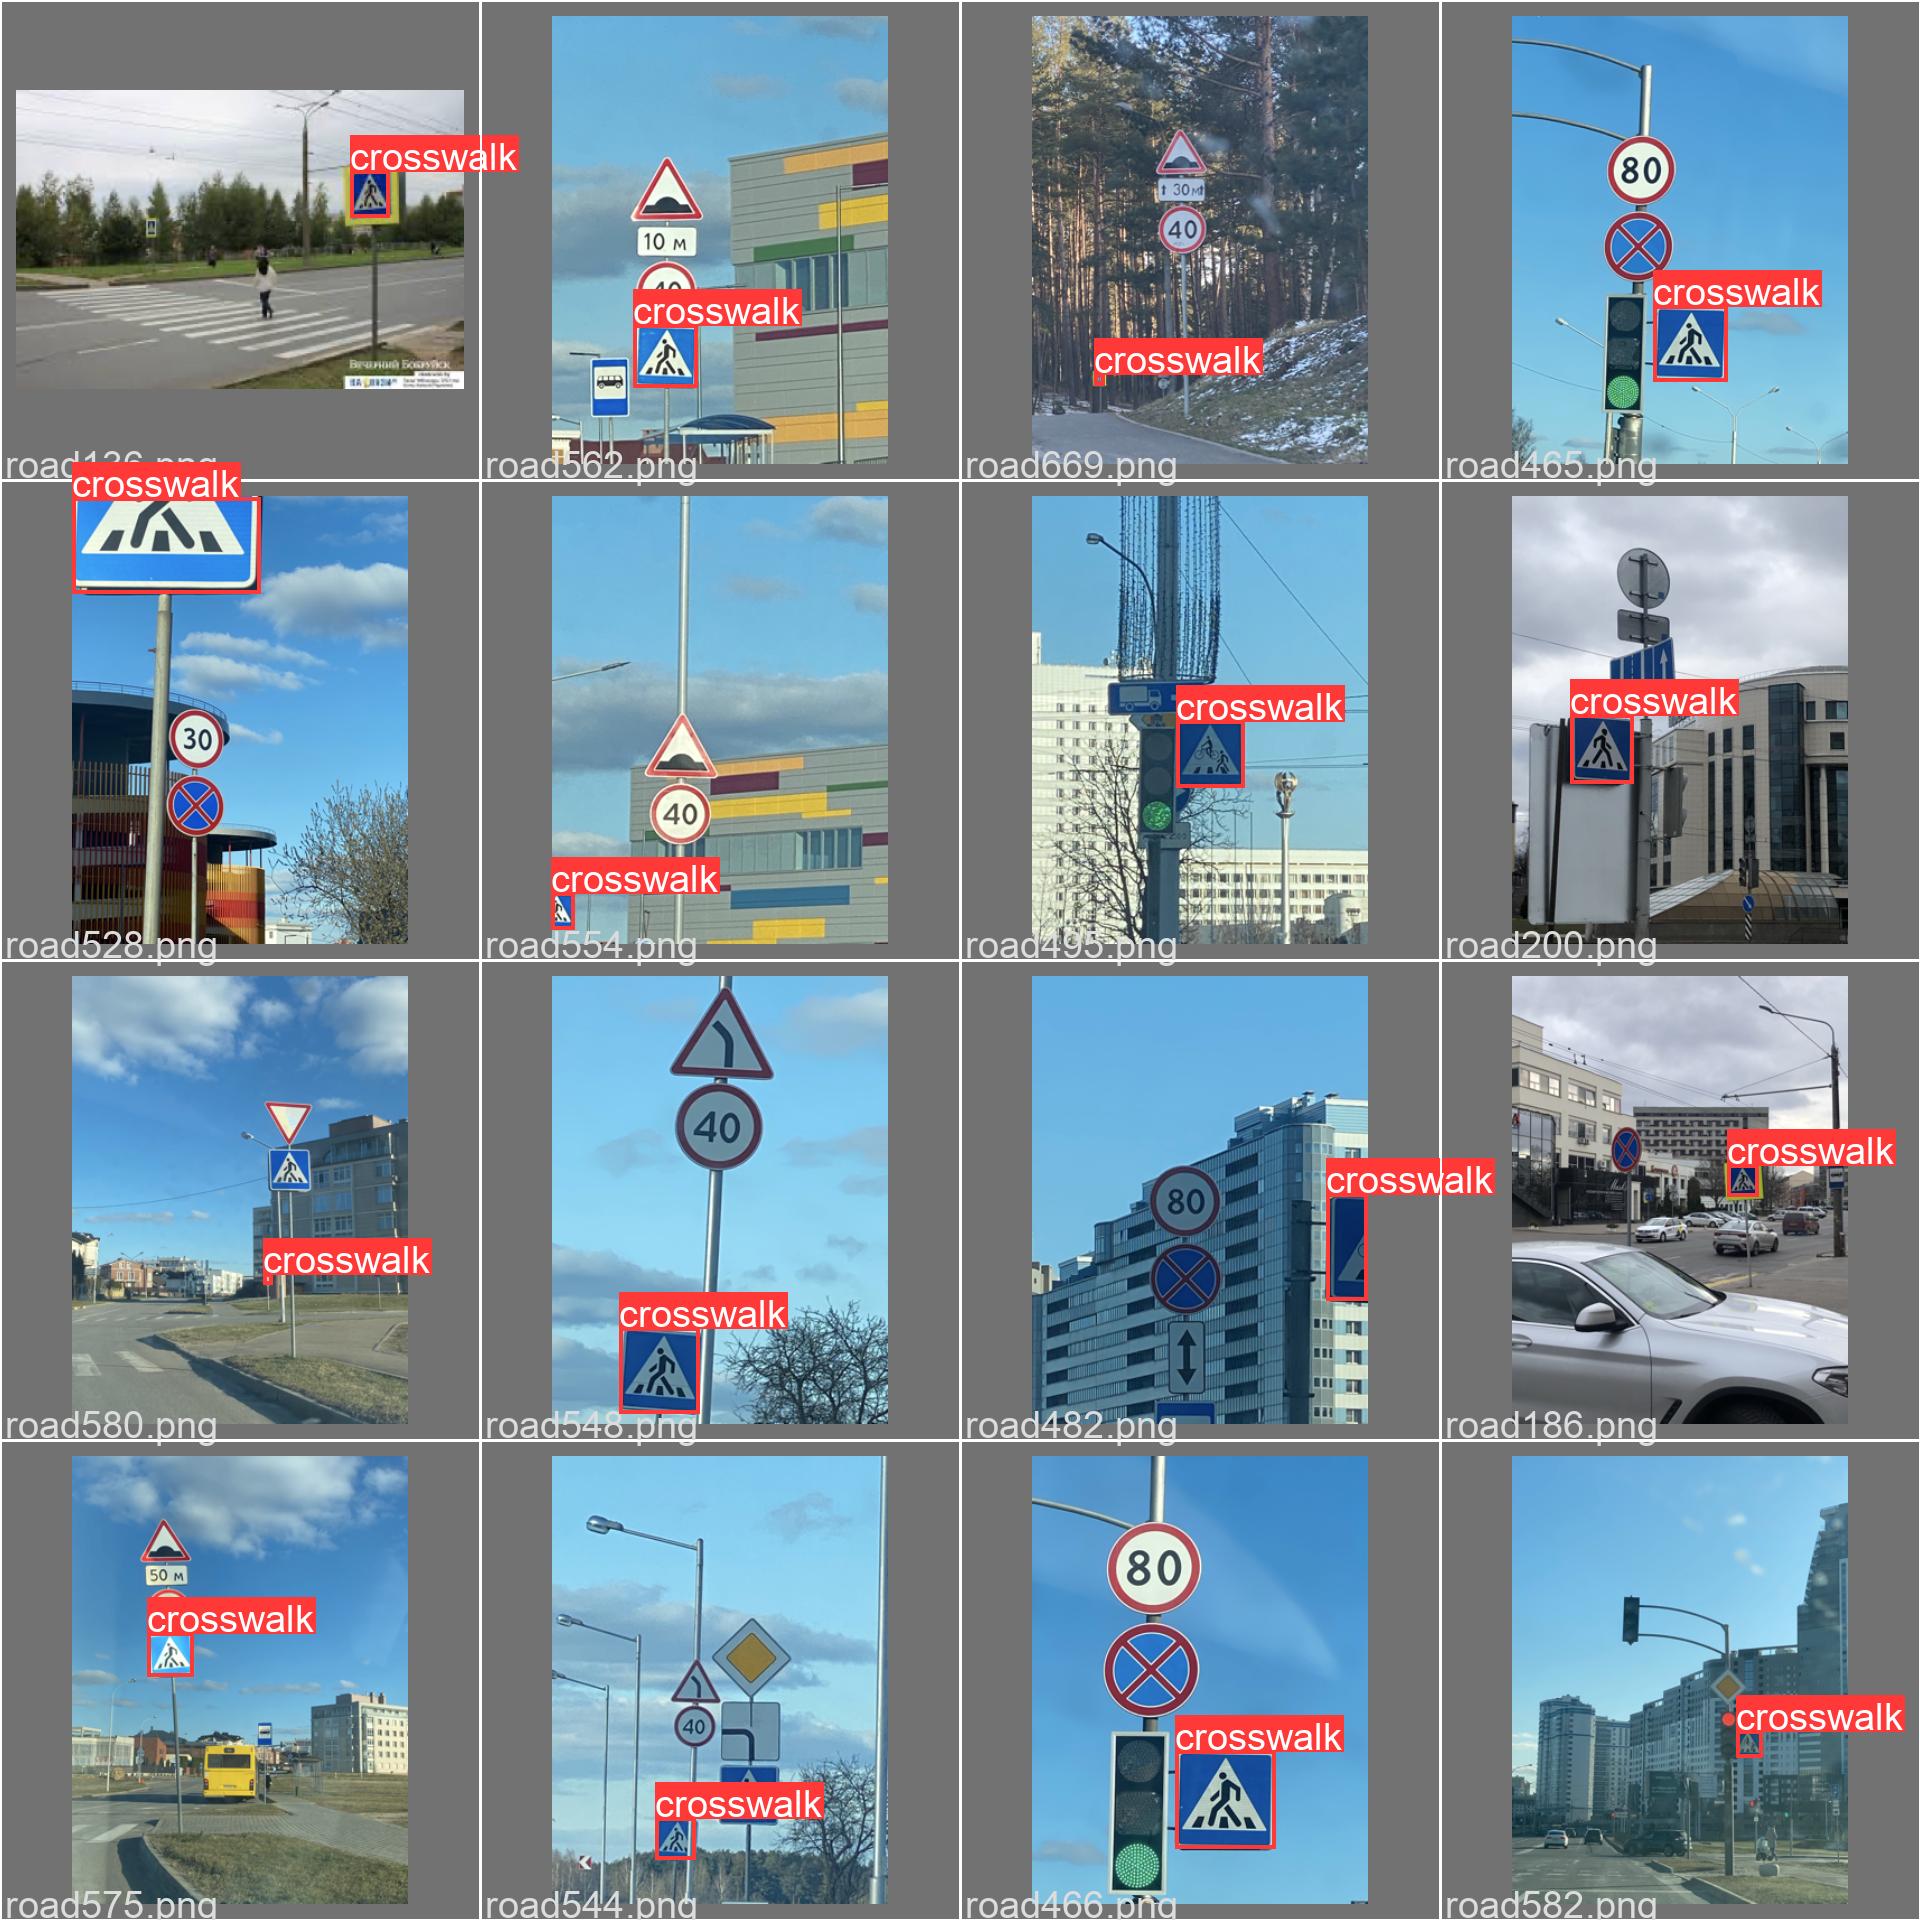 crosswalk
Вечерний Бобруйск
road136.png
10 м
40
crosswalk
road562.png
30 м
40
crosswalk
road669.png
80
crosswalk
road465.png
crosswalk
30
road528.png
40
crosswalk
road554.png
crosswalk
road495.png
crosswalk
road200.png
crosswalk
road580.png
40
crosswalk
road548.png
80
crosswalk
road482.png
crosswalk
road186.png
50 м
crosswalk
road575.png
40
crosswalk
road544.png
80
crosswalk
road466.png
crosswalk
road582.png